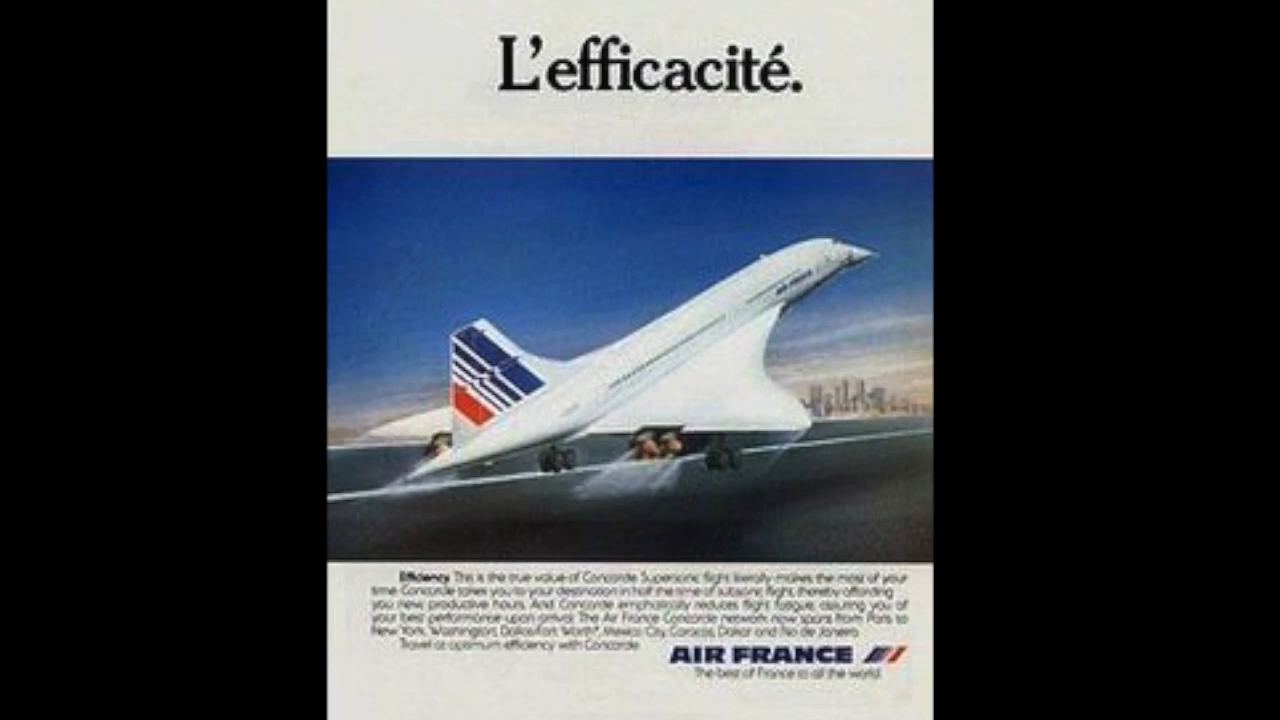 L'efficacité.
AIR FRANCE
Efficiency. This is the true value of Concorde. Supersonic flight literally makes the most of your
time. Concorde takes you to your destination in half the time of subsonic flight, thereby affording
you new, productive hours. And Concorde emphatically reduces flight fatigue, assuring you of
your best performance upon arrival. The Air France Concorde network now spans from Paris to
New York, Washington, Dallas/Fort Worth*, Mexico City, Caracas, Dakar and Rio de Janeiro.
Travel at optimum efficiency with Concorde.
AIR FRANCE
The best of France to all the world.